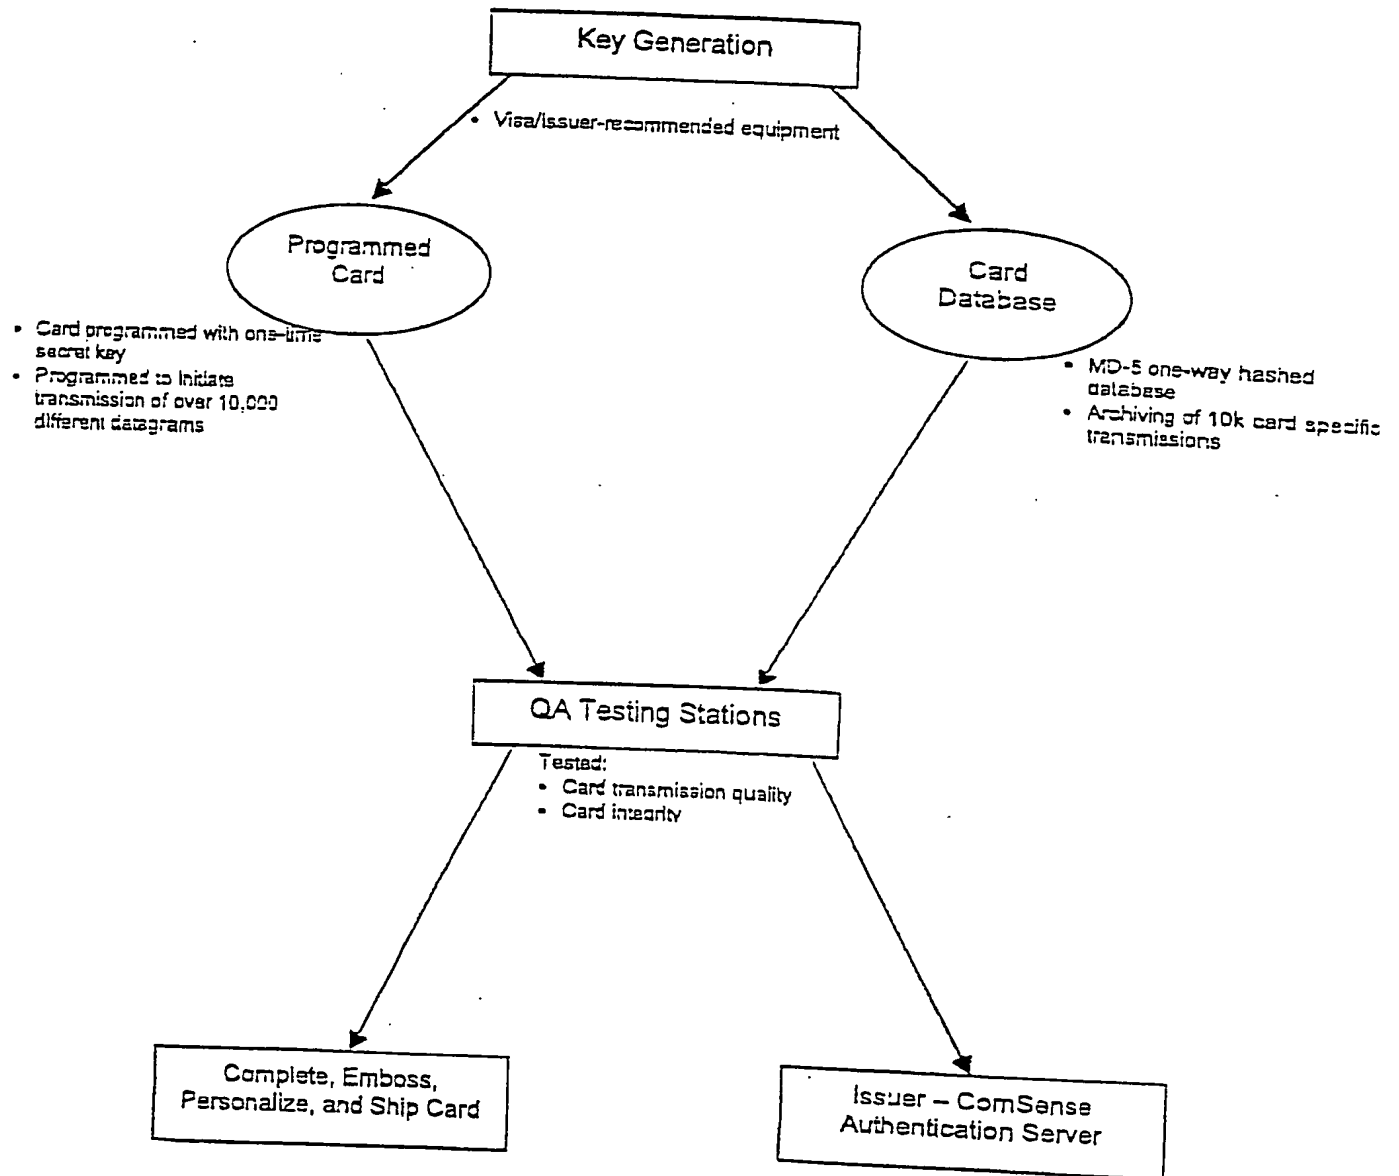 Key Generation
• Visa/issuer-recommended equipment
Programmed
Card
Card
Database
• Card programmed with one-time
secret key
• Programmed to initiate
transmission of over 10,000
different datagrams
• MD-5 one-way hashed
database
• Archiving of 10k card specific
transmissions
QA Testing Stations
Tested:
• Card transmission quality
• Card integrity
Complete, Emboss,
Personalize, and Ship Card
Issuer – ComSense
Authentication Server